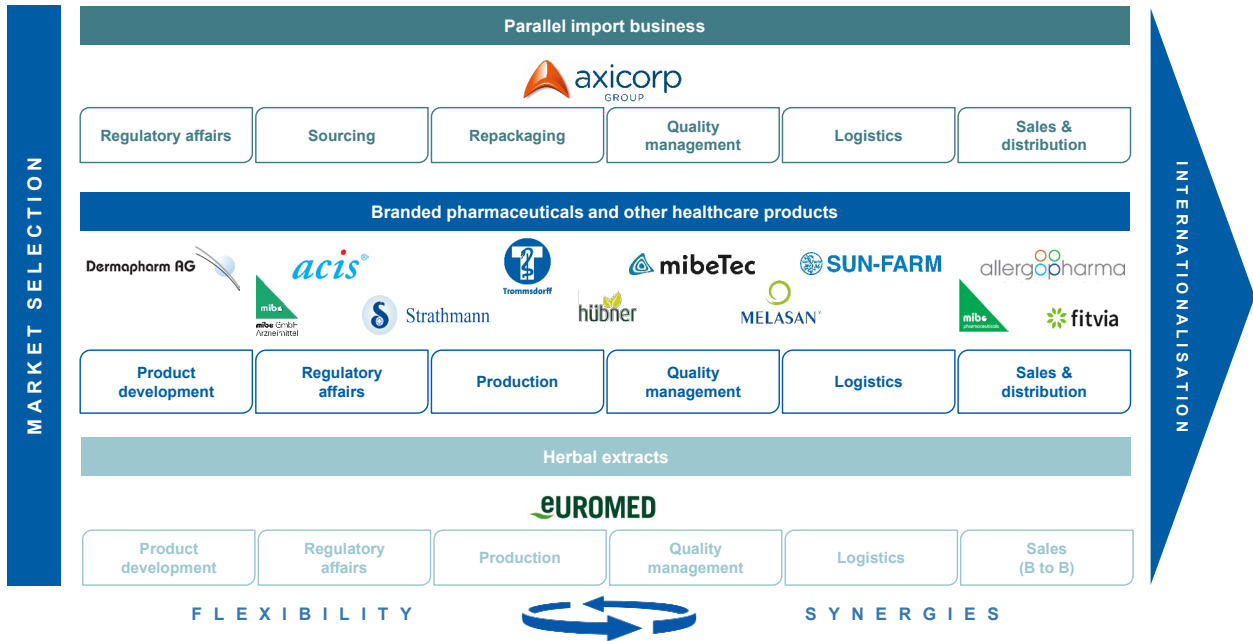 Parallel import business
axicorp
GROUP
Regulatory affairs
Sourcing
Repackaging
Quality
management
Logistics
Sales &
distribution
MARKET SELECTION
INTERNATIONALISATION
Branded pharmaceuticals and other healthcare products
Dermapharm AG
acis®
Trommsdorff
mibeTec
SUN-FARM
allergopharma
mibe
mibe GmbH
Arzneimittel
Strathmann
hübner
MELASAN
mibe
pharmaceuticals
fitvia
Product
development
Regulatory
affairs
Production
Quality
management
Logistics
Sales &
distribution
Herbal extracts
eUROMED
Product
development
Regulatory
affairs
Production
Quality
management
Logistics
Sales
(B to B)
FLEXIBILITY
SYNERGIES